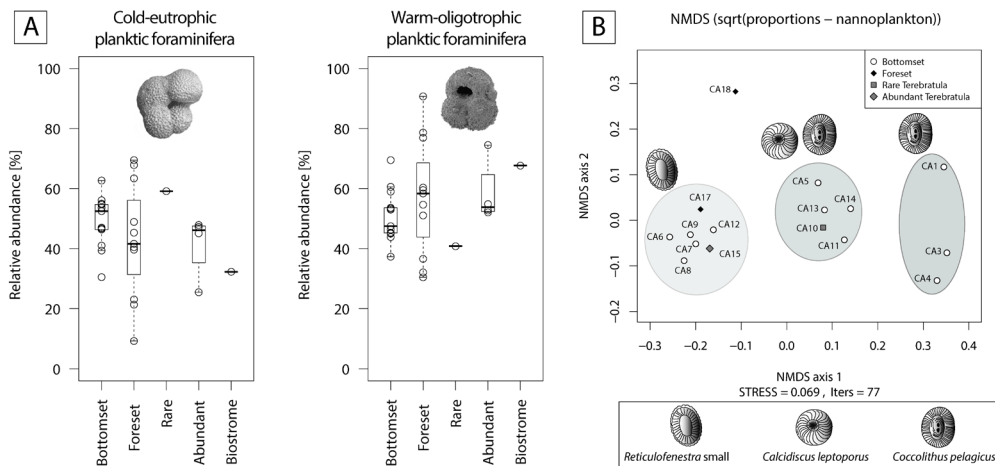 A
Cold-eutrophic
planktic foraminifera
Relative abundance [%]
100
80
60
40
20
0
Bottomset
Foreset
Rare
Abundant
Biostrome
Warm-oligotrophic
planktic foraminifera
Relative abundance [%]
100
80
60
40
20
0
Bottomset
Foreset
Rare
Abundant
Biostrome
B
NMDS (sqrt(proportions − nannoplankton))
Bottomset
Foreset
Rare Terebratula
Abundant Terebratula
NMDS axis 2
0.3
0.2
0.1
0.0
−0.1
−0.2
CA18
CA17
CA9
CA12
CA6
CA7
CA15
CA8
CA5
CA13
CA14
CA10
CA11
CA1
CA3
CA4
−0.3
−0.2
−0.1
0.0
0.1
0.2
0.3
0.4
NMDS axis 1
STRESS = 0.069 , Iters = 77
Reticulofenestra small
Calcidiscus leptoporus
Coccolithus pelagicus